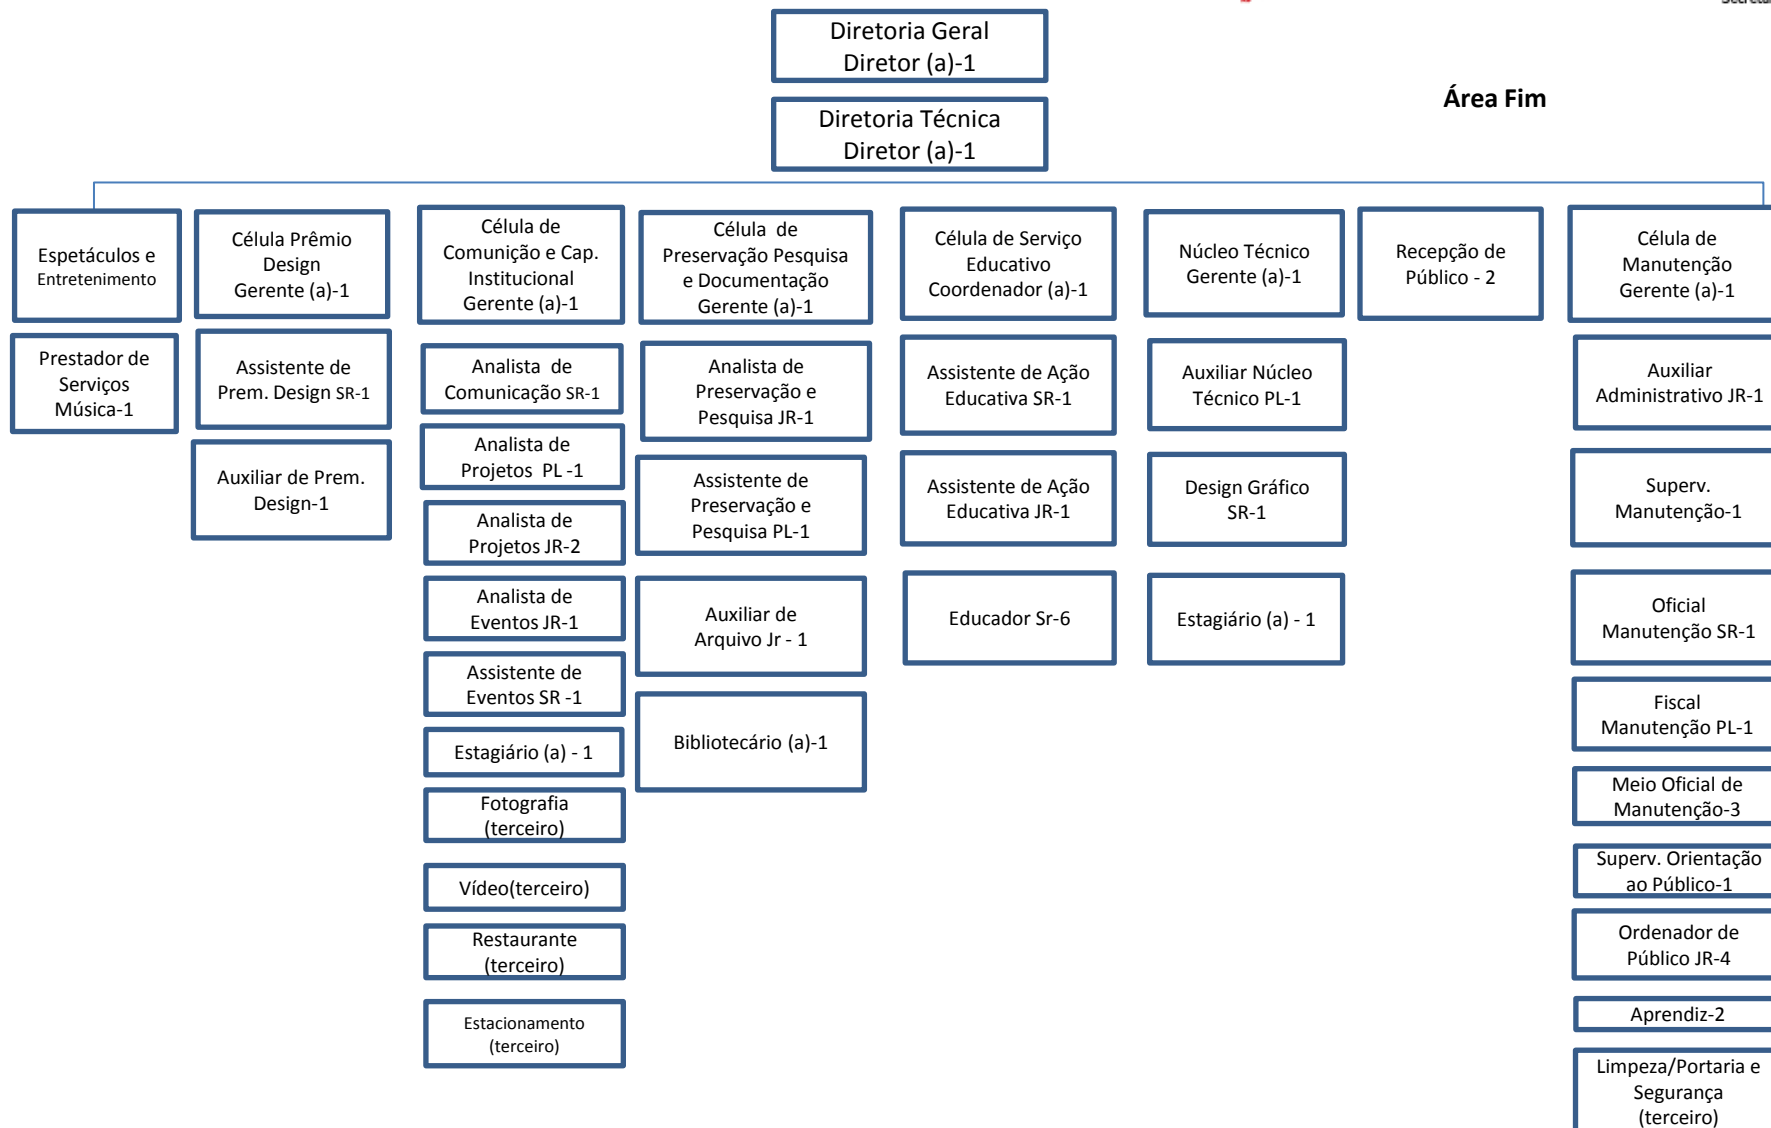 Diretoria Geral
Diretor (a)-1
Diretoria Técnica
Diretor (a)-1
Área Fim
Espetáculos e
Entretenimento
Prestador de
Serviços
Música-1
Célula Prêmio
Design
Gerente (a)-1
Assistente de
Prem. Design SR-1
Auxiliar de Prem.
Design-1
Célula de
Comunição e Cap.
Institucional
Gerente (a)-1
Analista de
Comunicação SR-1
Analista de
Projetos PL -1
Analista de
Projetos JR-2
Analista de
Eventos JR-1
Assistente de
Eventos SR -1
Estagiário (a) - 1
Fotografia
(terceiro)
Vídeo(terceiro)
Restaurante
(terceiro)
Estacionamento
(terceiro)
Célula de
Preservação Pesquisa
e Documentação
Gerente (a)-1
Analista de
Preservação e
Pesquisa JR-1
Assistente de
Preservação e
Pesquisa PL-1
Auxiliar de
Arquivo Jr - 1
Bibliotecário (a)-1
Célula de Serviço
Educativo
Coordenador (a)-1
Assistente de Ação
Educativa SR-1
Assistente de Ação
Educativa JR-1
Educador Sr-6
Núcleo Técnico
Gerente (a)-1
Auxiliar Núcleo
Técnico PL-1
Design Gráfico
SR-1
Estagiário (a) - 1
Recepção de
Público - 2
Célula de
Manutenção
Gerente (a)-1
Auxiliar
Administrativo JR-1
Superv.
Manutenção-1
Oficial
Manutenção SR-1
Fiscal
Manutenção PL-1
Meio Oficial de
Manutenção-3
Superv. Orientação
ao Público-1
Ordenador de
Público JR-4
Aprendiz-2
Limpeza/Portaria e
Segurança
(terceiro)